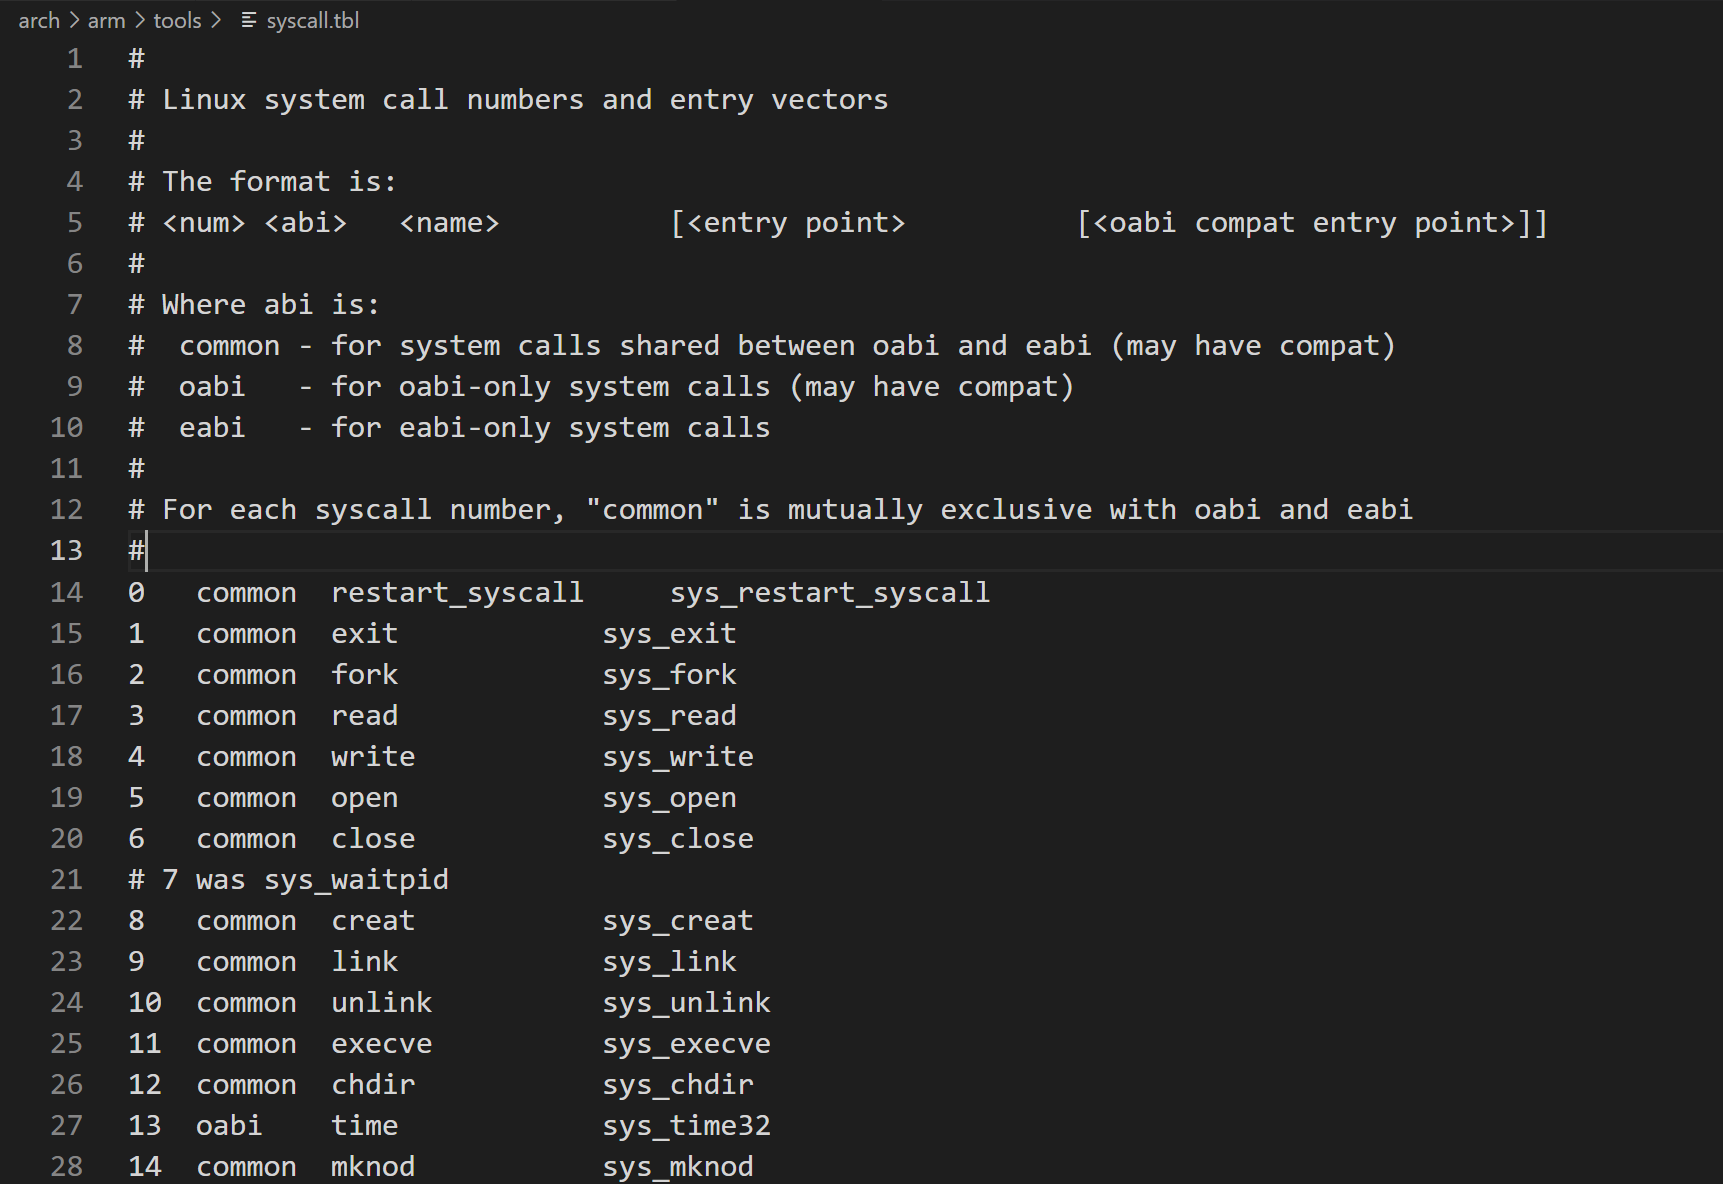 arch > arm > tools > syscall.tbl
1 #
2 # Linux system call numbers and entry vectors
3 #
4 # The format is:
5 # <num> <abi>   <name>          [<entry point>          [<oabi compat entry point>]]
6 #
7 # Where abi is:
8 #  common - for system calls shared between oabi and eabi (may have compat)
9 #  oabi   - for oabi-only system calls (may have compat)
10 #  eabi   - for eabi-only system calls
11 #
12 # For each syscall number, "common" is mutually exclusive with oabi and eabi
13 #
14 0   common  restart_syscall     sys_restart_syscall
15 1   common  exit            sys_exit
16 2   common  fork            sys_fork
17 3   common  read            sys_read
18 4   common  write           sys_write
19 5   common  open            sys_open
20 6   common  close           sys_close
21 # 7 was sys_waitpid
22 8   common  creat           sys_creat
23 9   common  link            sys_link
24 10  common  unlink          sys_unlink
25 11  common  execve          sys_execve
26 12  common  chdir           sys_chdir
27 13  oabi    time            sys_time32
28 14  common  mknod           sys_mknod